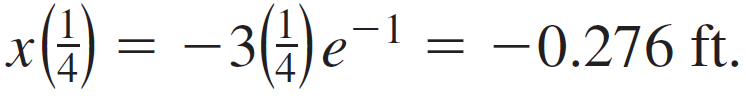 x(1/4) = −3(1/4)e⁻¹ = −0.276 ft.